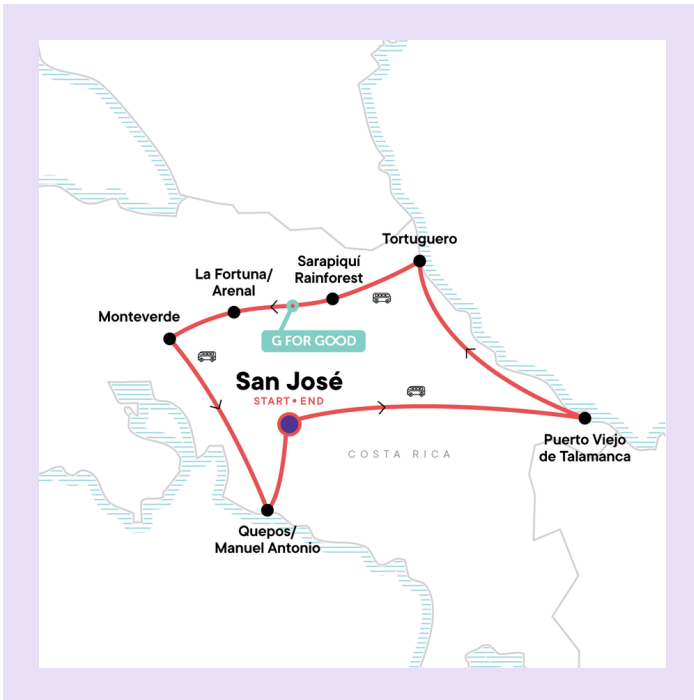 Tortuguero
Sarapiquí
Rainforest
La Fortuna/
Arenal
Monteverde
G FOR GOOD
San José
START • END
COSTA RICA
Puerto Viejo
de Talamanca
Quepos/
Manuel Antonio